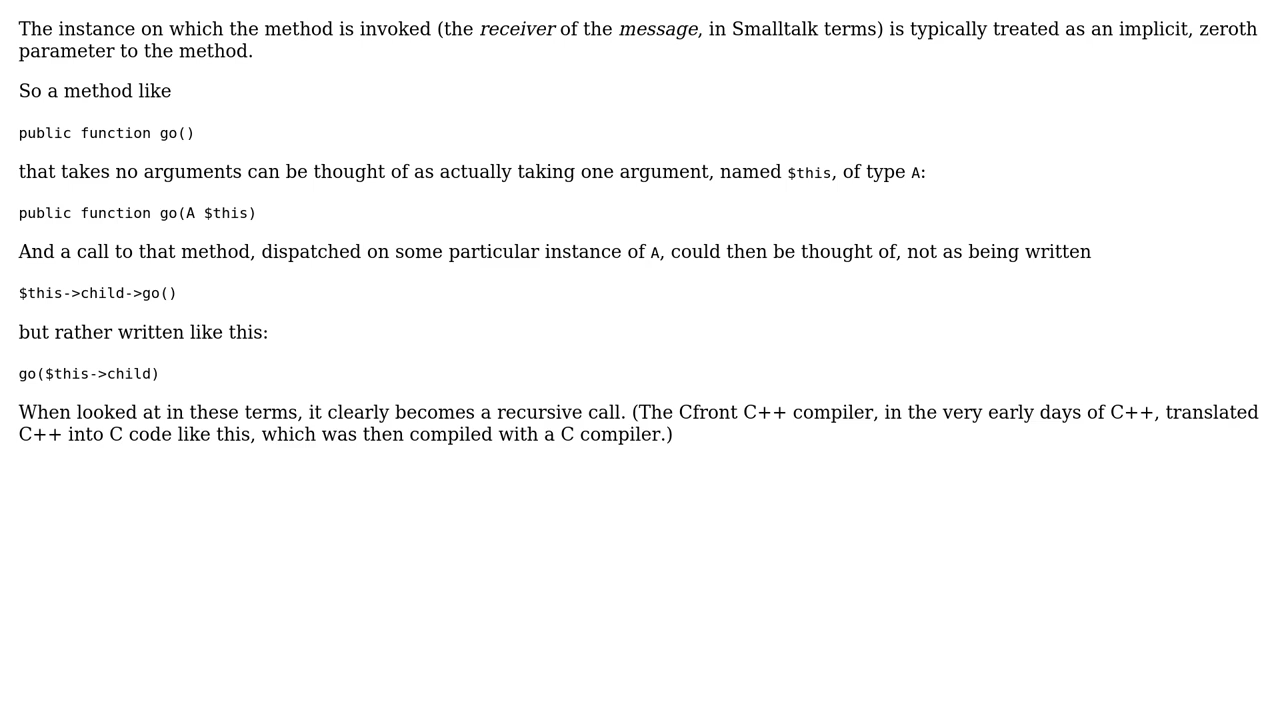 The instance on which the method is invoked (the receiver of the message, in Smalltalk terms) is typically treated as an implicit, zeroth
parameter to the method.
So a method like
public function go()
that takes no arguments can be thought of as actually taking one argument, named $this, of type A:
public function go(A $this)
And a call to that method, dispatched on some particular instance of A, could then be thought of, not as being written
$this->child->go()
but rather written like this:
go($this->child)
When looked at in these terms, it clearly becomes a recursive call. (The Cfront C++ compiler, in the very early days of C++, translated
C++ into C code like this, which was then compiled with a C compiler.)